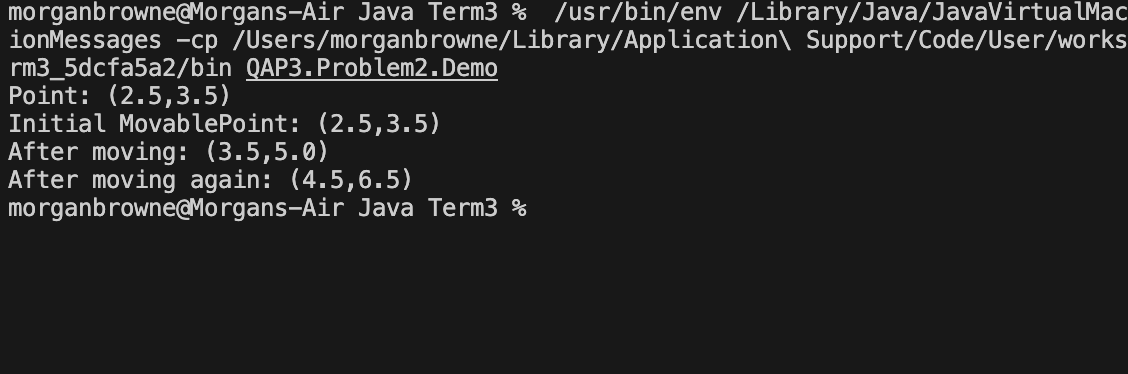 morganbrowne@Morgans-Air Java Term3 %  /usr/bin/env /Library/Java/JavaVirtualMac
ionMessages -cp /Users/morganbrowne/Library/Application\ Support/Code/User/works
rm3_5dcfa5a2/bin QAP3.Problem2.Demo
Point: (2.5,3.5)
Initial MovablePoint: (2.5,3.5)
After moving: (3.5,5.0)
After moving again: (4.5,6.5)
morganbrowne@Morgans-Air Java Term3 %